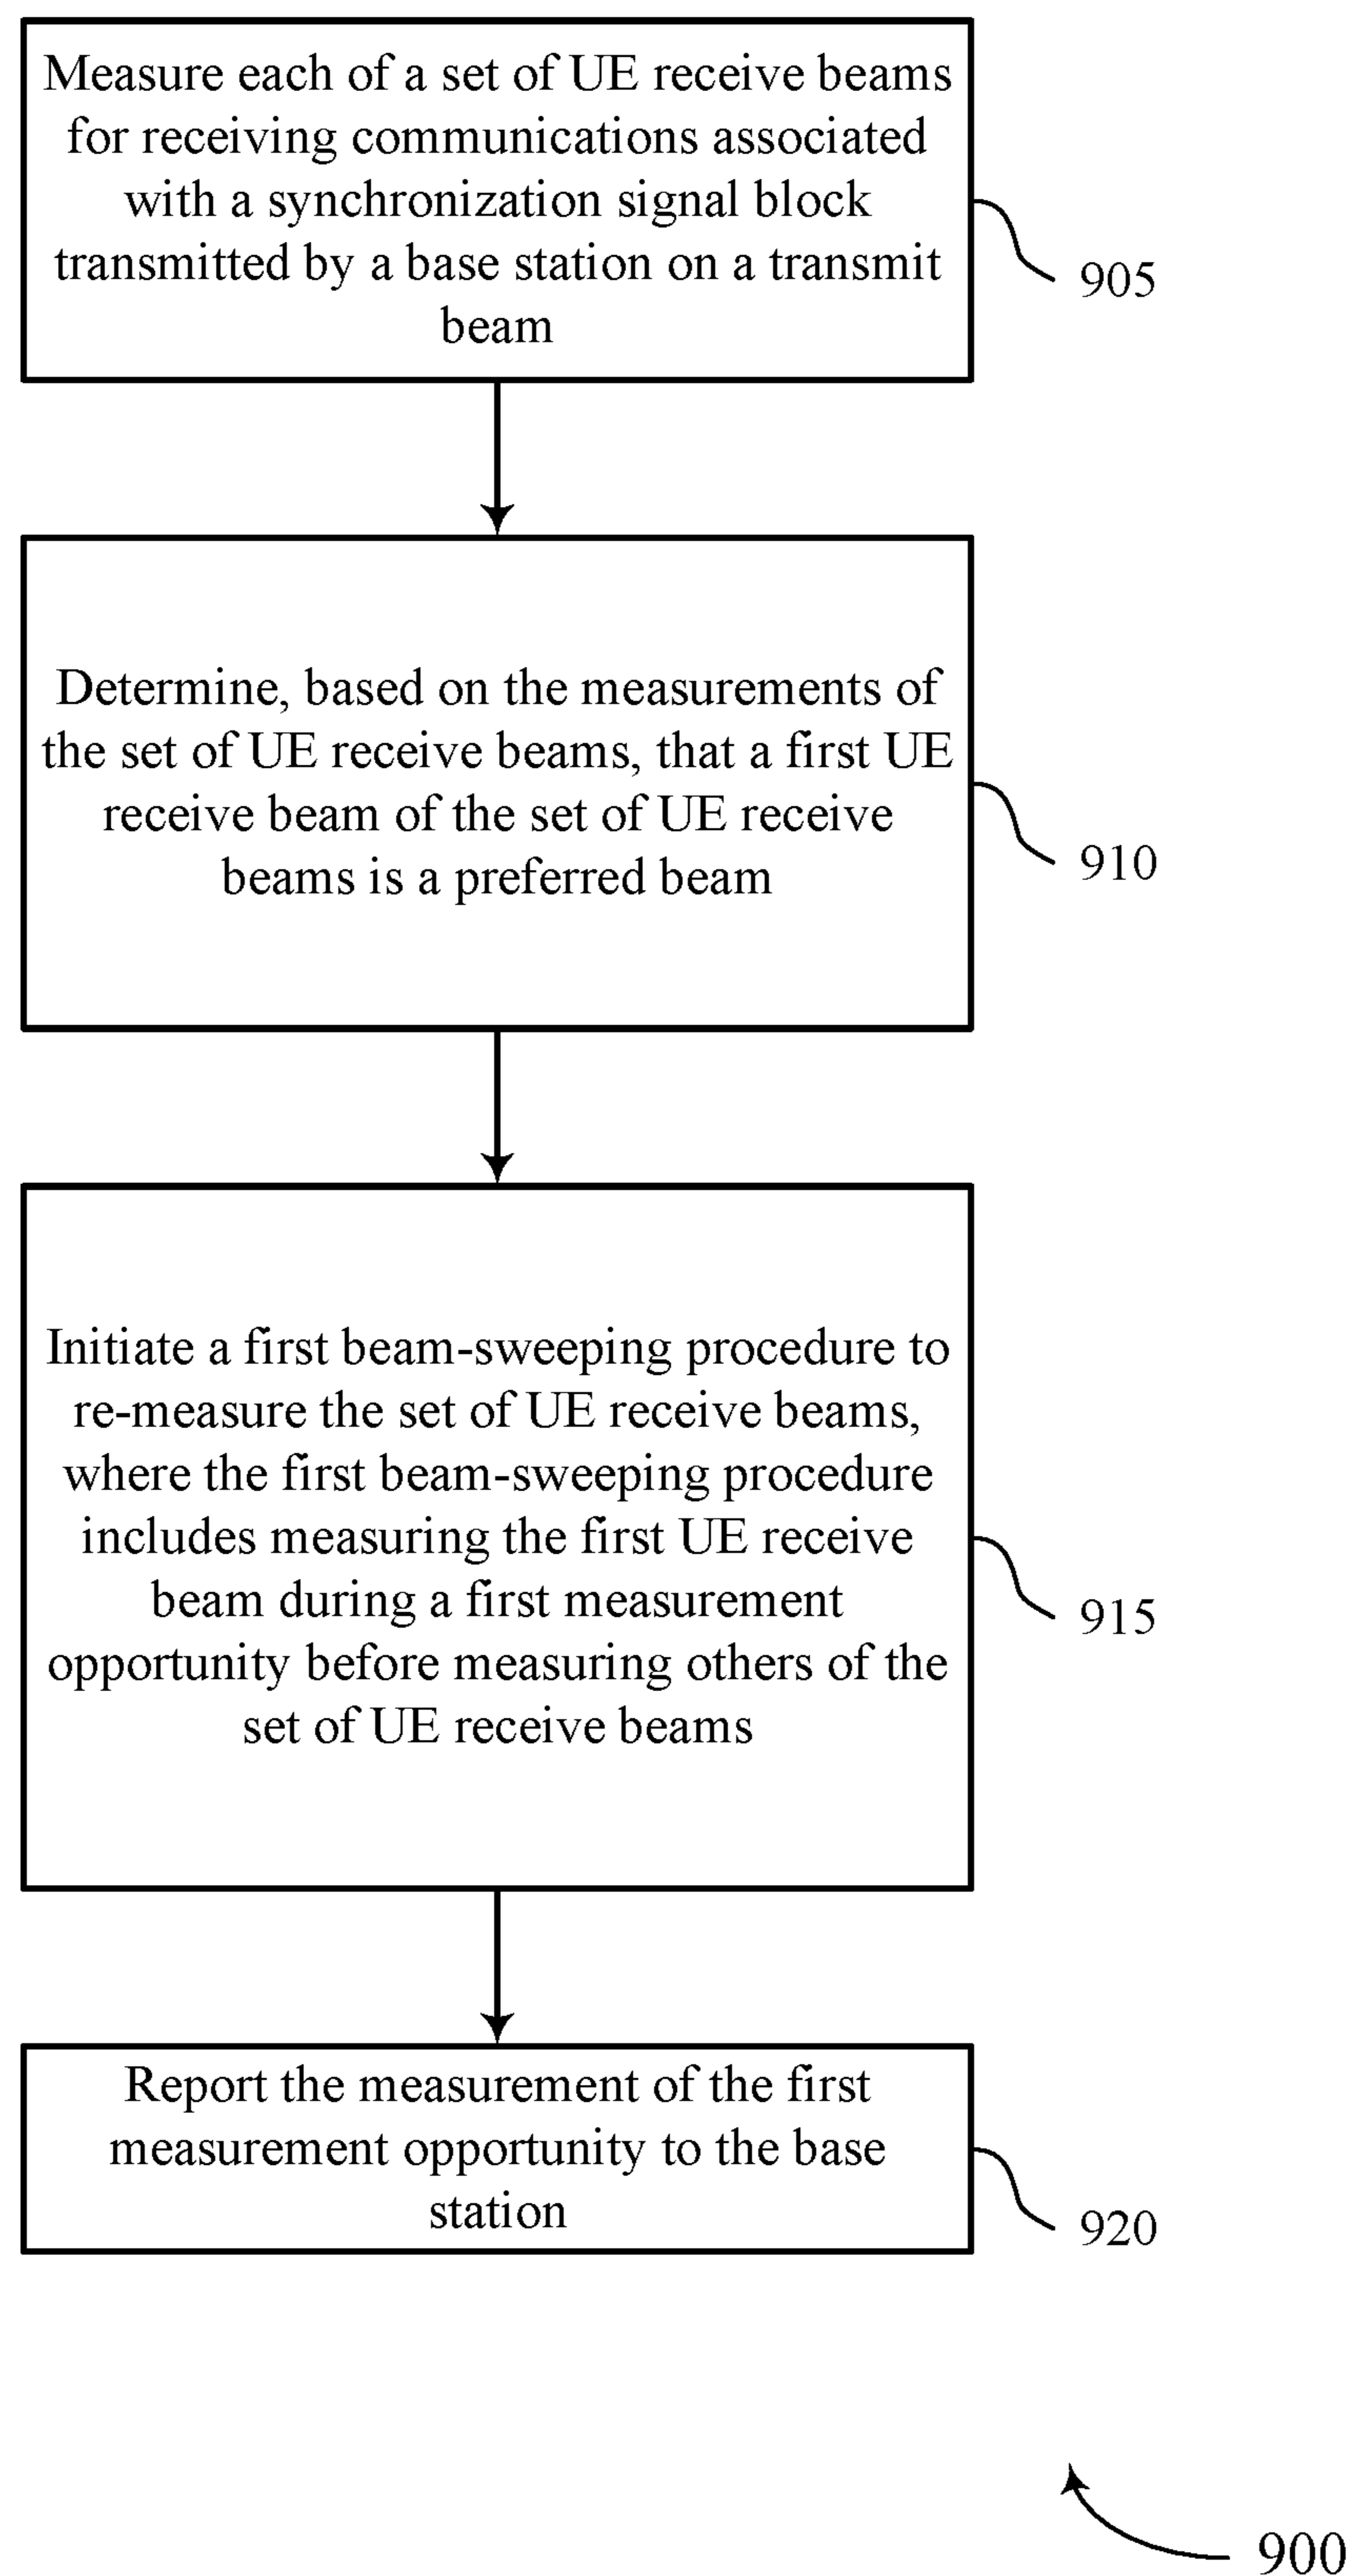 Measure each of a set of UE receive beams
for receiving communications associated
with a synchronization signal block
transmitted by a base station on a transmit
beam
905
Determine, based on the measurements of
the set of UE receive beams, that a first UE
receive beam of the set of UE receive
beams is a preferred beam
910
Initiate a first beam-sweeping procedure to
re-measure the set of UE receive beams,
where the first beam-sweeping procedure
includes measuring the first UE receive
beam during a first measurement
opportunity before measuring others of the
set of UE receive beams
915
Report the measurement of the first
measurement opportunity to the base
station
920
900